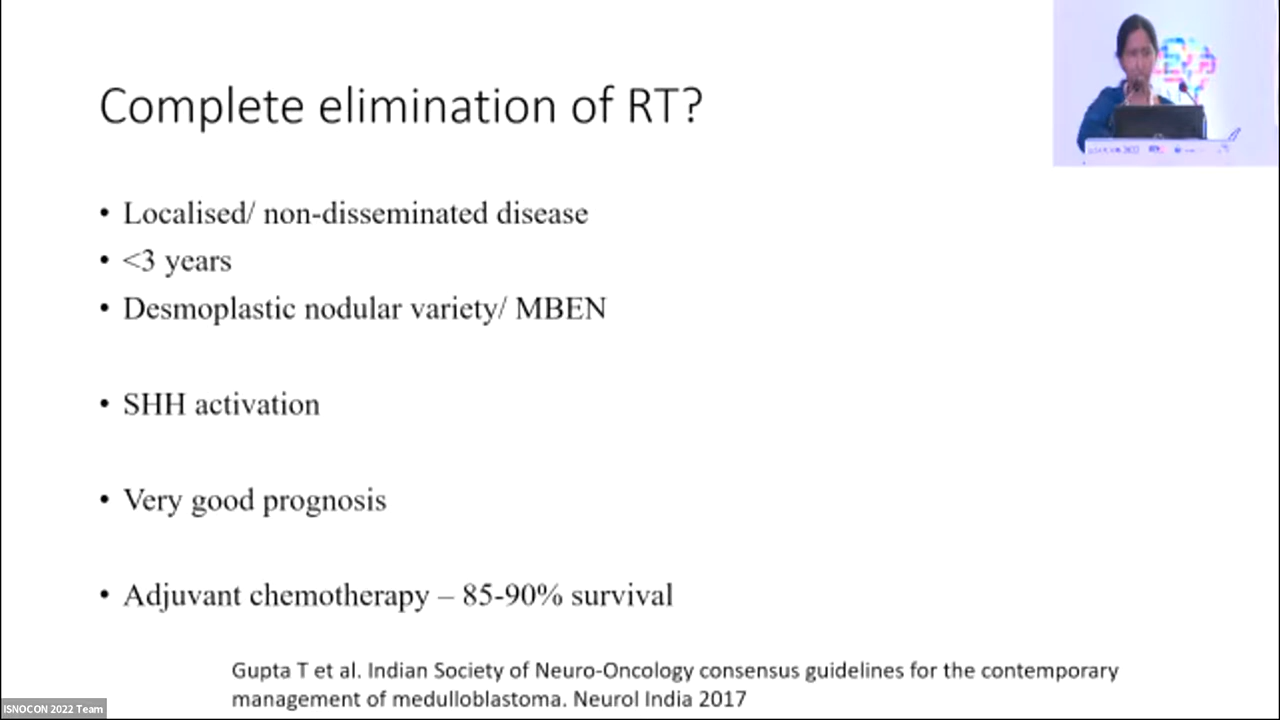 Complete elimination of RT?
• Localised/ non-disseminated disease
• <3 years
• Desmoplastic nodular variety/ MBEN
• SHH activation
• Very good prognosis
• Adjuvant chemotherapy – 85-90% survival
Gupta T et al. Indian Society of Neuro-Oncology consensus guidelines for the contemporary
management of medulloblastoma. Neurol India 2017
ISNOCON 2022 Team